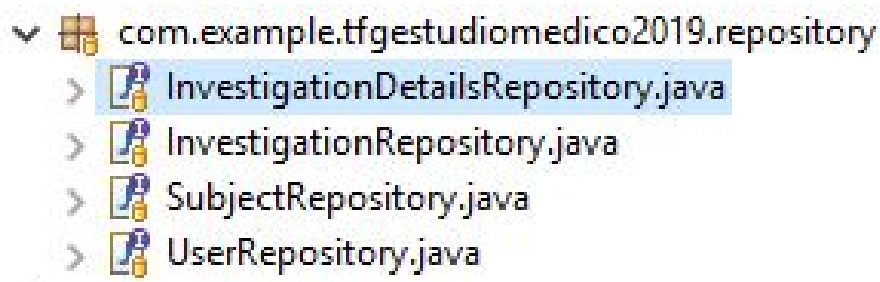 com.example.tfgestudiomedico2019.repository
InvestigationDetailsRepository.java
InvestigationRepository.java
SubjectRepository.java
UserRepository.java